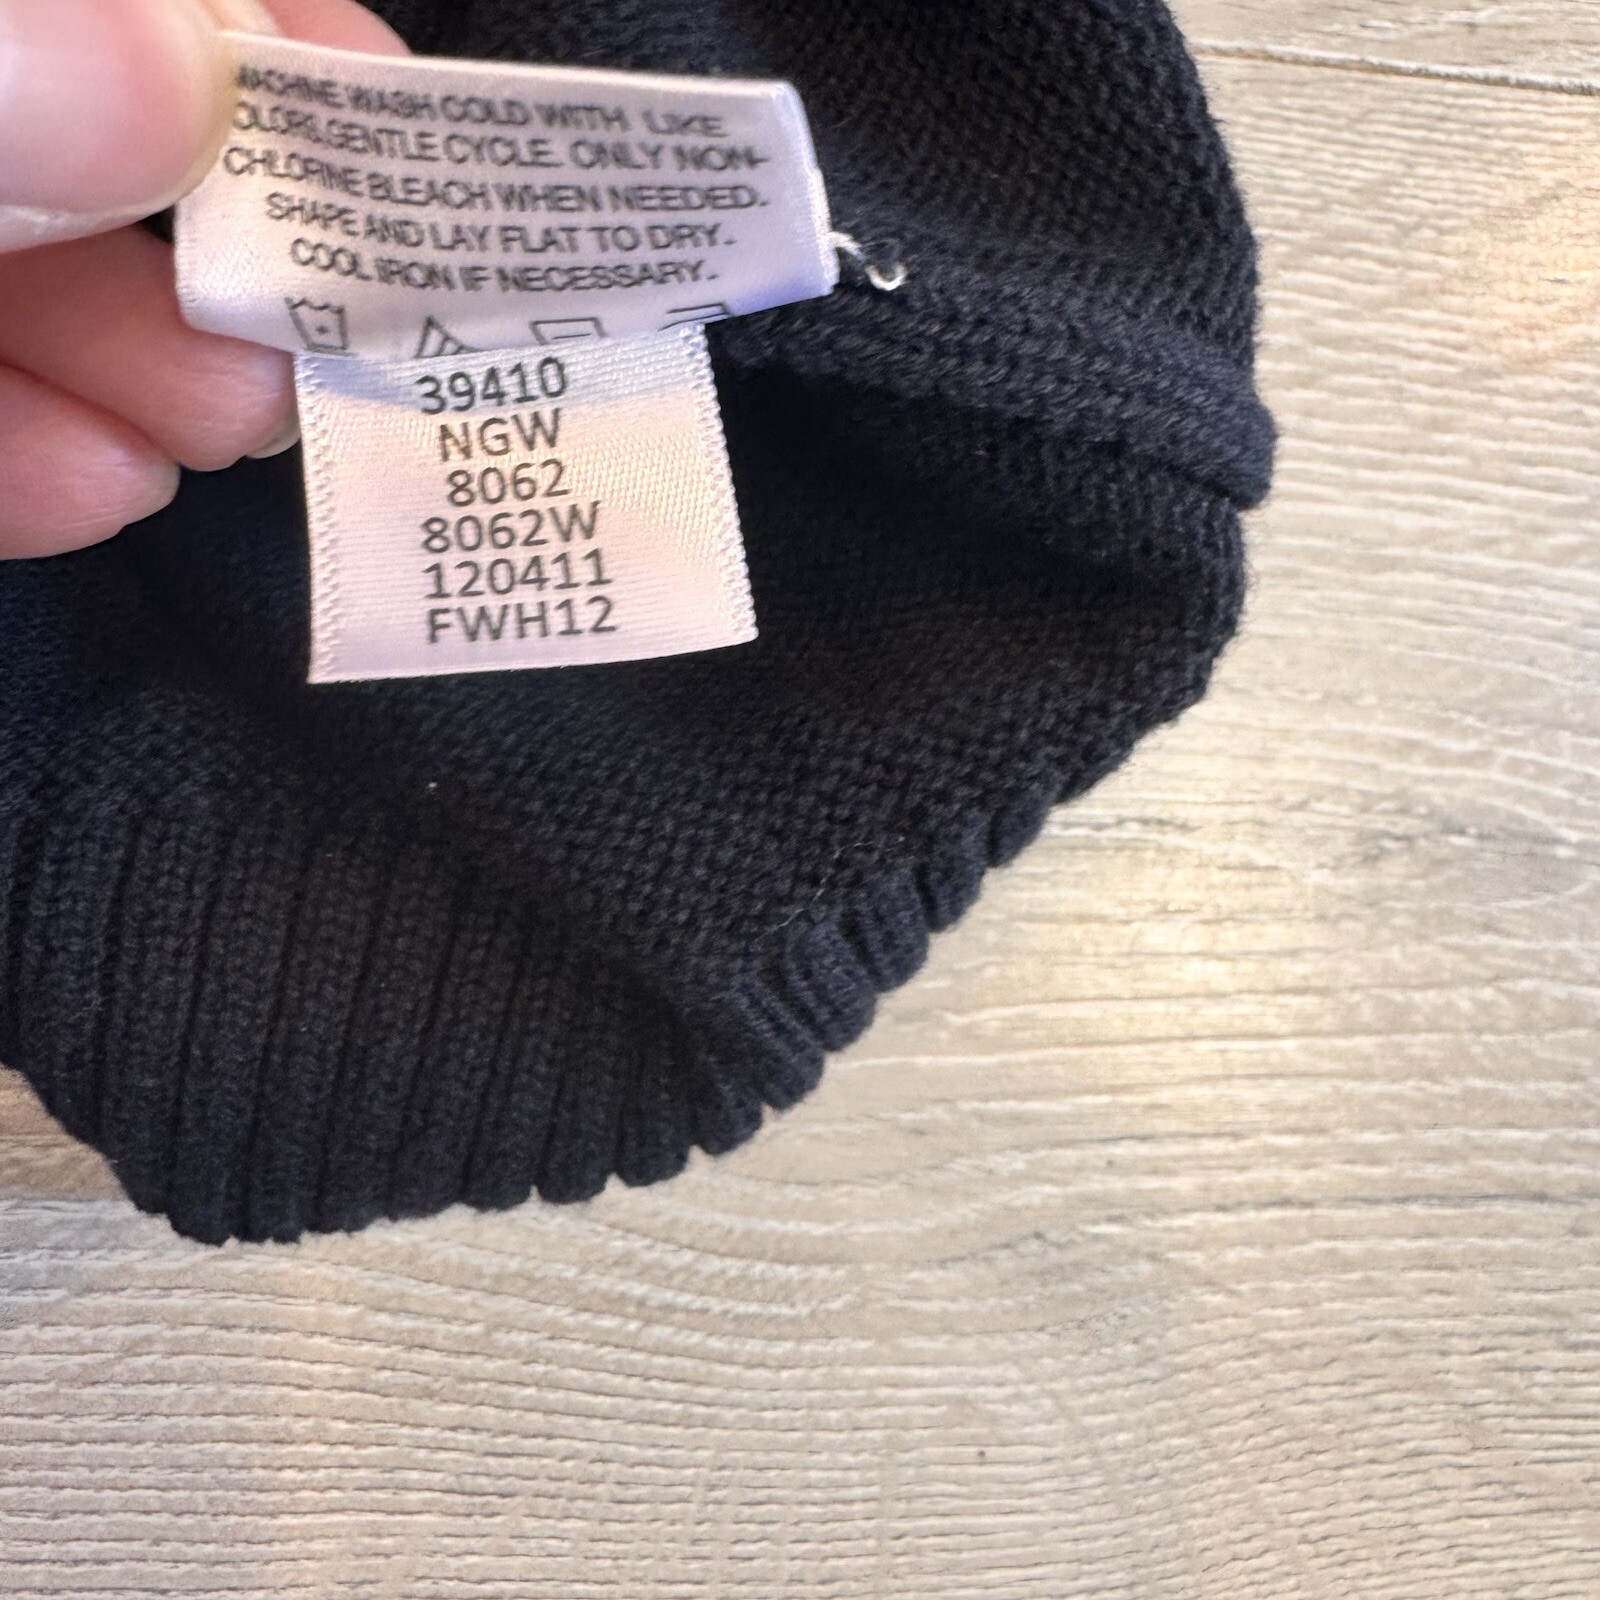 MACHINE WASH COLD WITH LIKE
COLORS,GENTLE CYCLE. ONLY NON-
CHLORINE BLEACH WHEN NEEDED.
SHAPE AND LAY FLAT TO DRY.
COOL IRON IF NECESSARY.
39410
NGW
8062
8062W
120411
FWH12